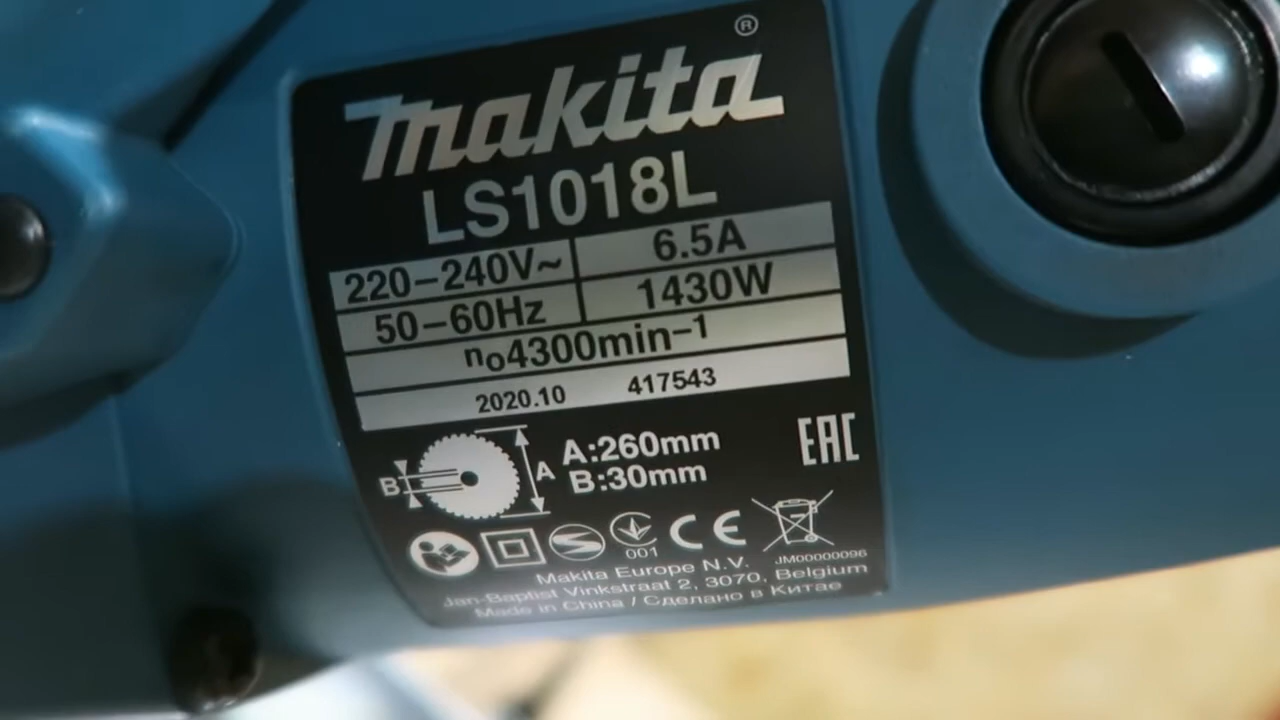 makita®
LS1018L
220–240V~ 6.5A
50–60Hz 1430W
no4300min–1
2020.10 417543
A:260mm
B:30mm
B
A
EAC
001
CE
JM00000096
Makita Europe N.V.
Jan-Baptist Vinkstraat 2, 3070, Belgium
Made in China / Сделано в Китае